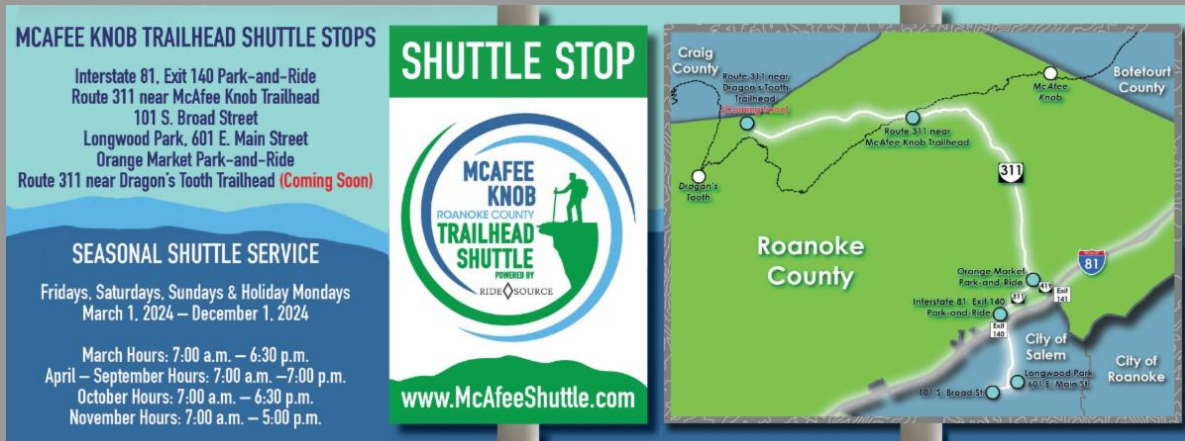 MCAFEE KNOB TRAILHEAD SHUTTLE STOPS
Interstate 81, Exit 140 Park-and-Ride
Route 311 near McAfee Knob Trailhead
101 S. Broad Street
Longwood Park, 601 E. Main Street
Orange Market Park-and-Ride
Route 311 near Dragon's Tooth Trailhead (Coming Soon)
SEASONAL SHUTTLE SERVICE
Fridays, Saturdays, Sundays & Holiday Mondays
March 1, 2024 – December 1, 2024
March Hours: 7:00 a.m. – 6:30 p.m.
April – September Hours: 7:00 a.m. –7:00 p.m.
October Hours: 7:00 a.m. – 6:30 p.m.
November Hours: 7:00 a.m. – 5:00 p.m.
SHUTTLE STOP
MCAFEE
KNOB
ROANOKE COUNTY
TRAILHEAD
SHUTTLE
POWERED BY
RIDE SOURCE
www.McAfeeShuttle.com
Craig
County
Route 311 near
Dragon's Tooth
Trailhead
(Coming Soon)
McAfee
Knob
Botetourt
County
Route 311 near
McAfee Knob Trailhead
Dragon's
Tooth
311
Roanoke
County
81
Orange Market
Park-and-Ride
419
Exit
141
311
Interstate 81, Exit 140
Park-and-Ride
Exit
140
City of
Salem
City of
Roanoke
Longwood Park
601 E. Main St.
101 S. Broad St.